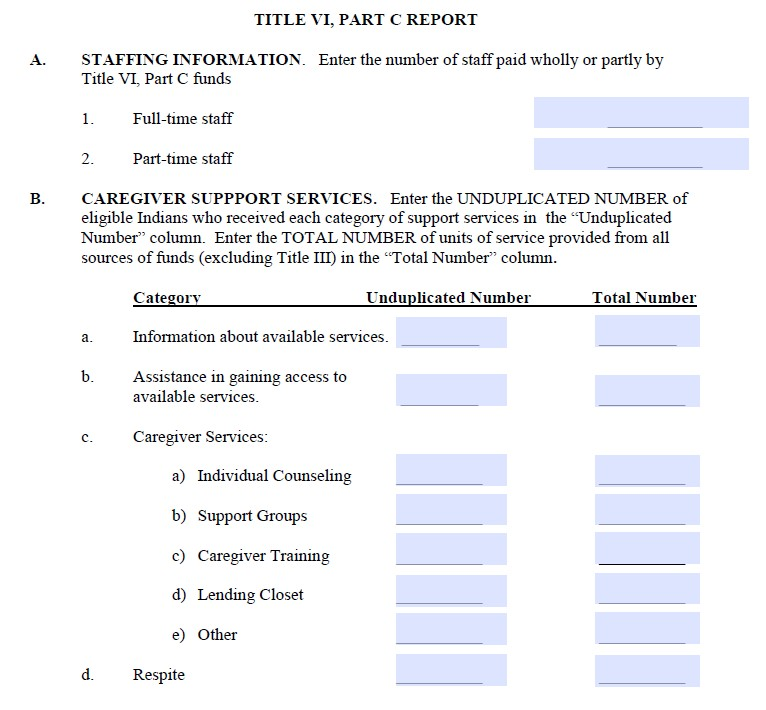 TITLE VI, PART C REPORT
A. STAFFING INFORMATION. Enter the number of staff paid wholly or partly by
Title VI, Part C funds
1. Full-time staff
2. Part-time staff
B. CAREGIVER SUPPPORT SERVICES. Enter the UNDUPLICATED NUMBER of
eligible Indians who received each category of support services in the “Unduplicated
Number” column. Enter the TOTAL NUMBER of units of service provided from all
sources of funds (excluding Title III) in the “Total Number” column.
Category Unduplicated Number Total Number
a. Information about available services.
b. Assistance in gaining access to
available services.
c. Caregiver Services:
a) Individual Counseling
b) Support Groups
c) Caregiver Training
d) Lending Closet
e) Other
d. Respite